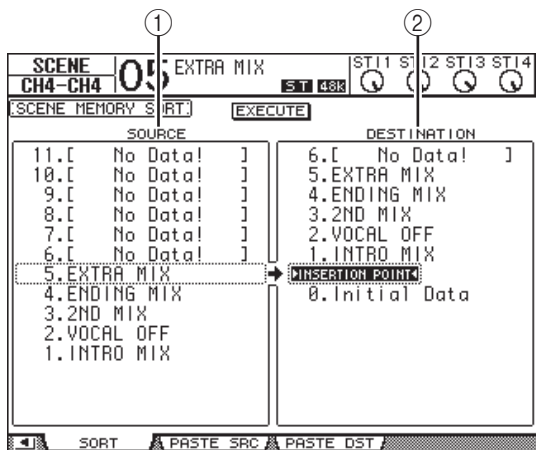 1
2
SCENE
CH4-CH4
05 EXTRA MIX
ST 48K
STI1 STI2 STI3 STI4
SCENE MEMORY SORT
EXECUTE
SOURCE
11.[ No Data! ]
10.[ No Data! ]
9.[ No Data! ]
8.[ No Data! ]
7.[ No Data! ]
6.[ No Data! ]
5.EXTRA MIX
4.ENDING MIX
3.2ND MIX
2.VOCAL OFF
1.INTRO MIX
DESTINATION
6.[ No Data! ]
5.EXTRA MIX
4.ENDING MIX
3.2ND MIX
2.VOCAL OFF
1.INTRO MIX
INSERTION POINT
0.Initial Data
SORT
PASTE SRC
PASTE DST